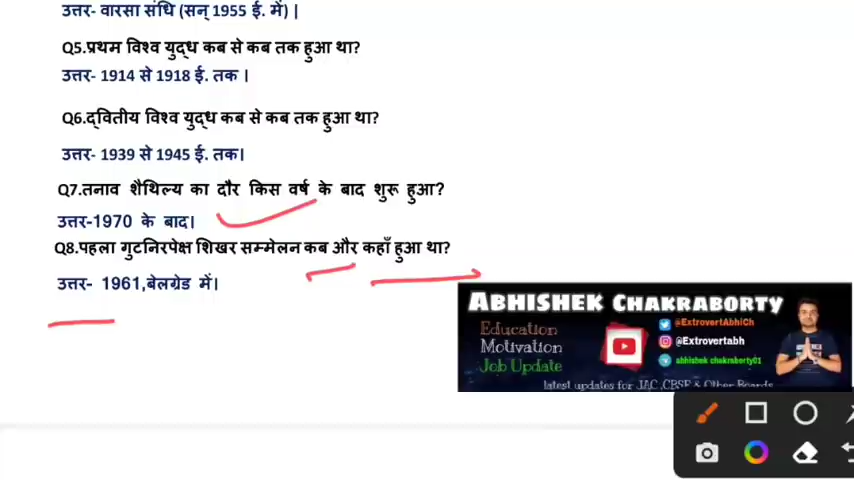 उत्तर- वारसा संधि (सन् 1955 ई. में) |
Q5.प्रथम विश्व युद्ध कब से कब तक हुआ था?
उत्तर- 1914 से 1918 ई. तक ।
Q6.द्वितीय विश्व युद्ध कब से कब तक हुआ था?
उत्तर- 1939 से 1945 ई. तक।
Q7.तनाव शैथिल्य का दौर किस वर्ष के बाद शुरू हुआ?
उत्तर-1970 के बाद।
Q8.पहला गुटनिरपेक्ष शिखर सम्मेलन कब और कहाँ हुआ था?
उत्तर- 1961,बेलग्रेड में।
ABHISHEK CHAKRABORTY
Education
Motivation
Job Update
@ExtrovertAbhiCh
@Extrovertabh
abhishek chakraborty01
latest updates for JAC ,CBSE & Other Boards